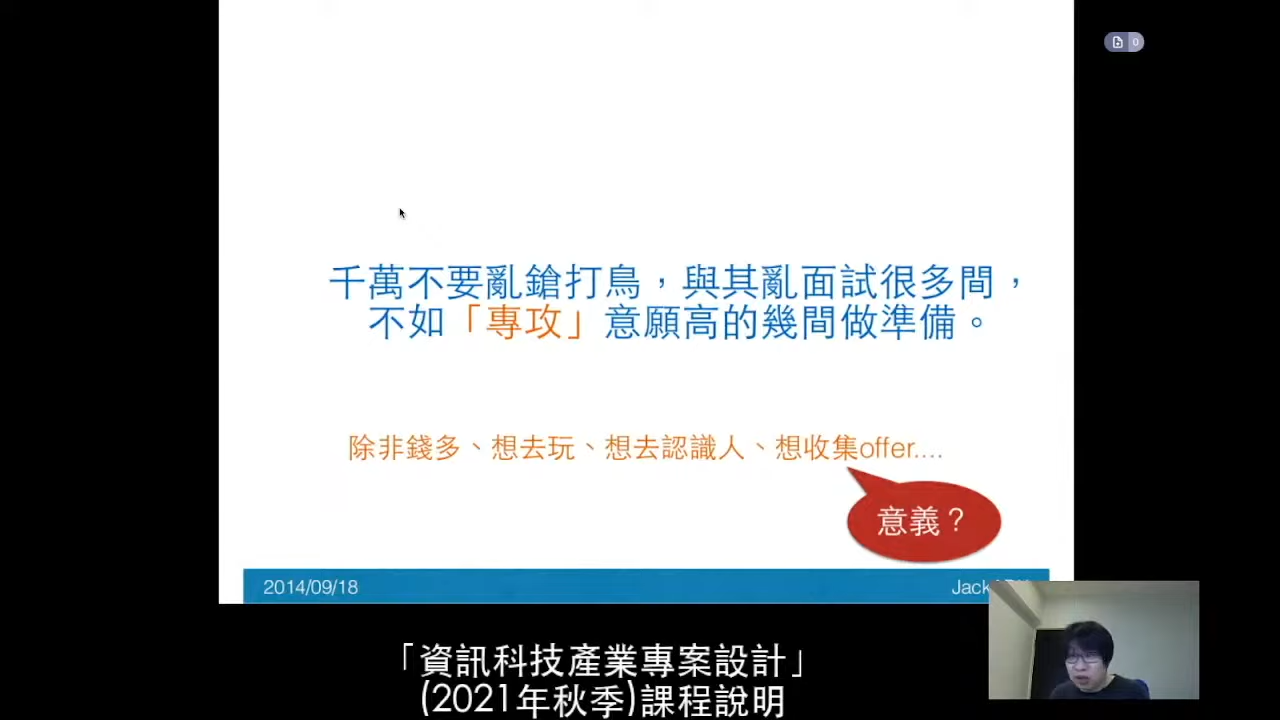 0
千萬不要亂鎗打鳥，與其亂面試很多間，
不如「專攻」意願高的幾間做準備。
除非錢多、想去玩、想去認識人、想收集offer....
意義？
2014/09/18
Jack
「資訊科技產業專案設計」
(2021年秋季)課程說明